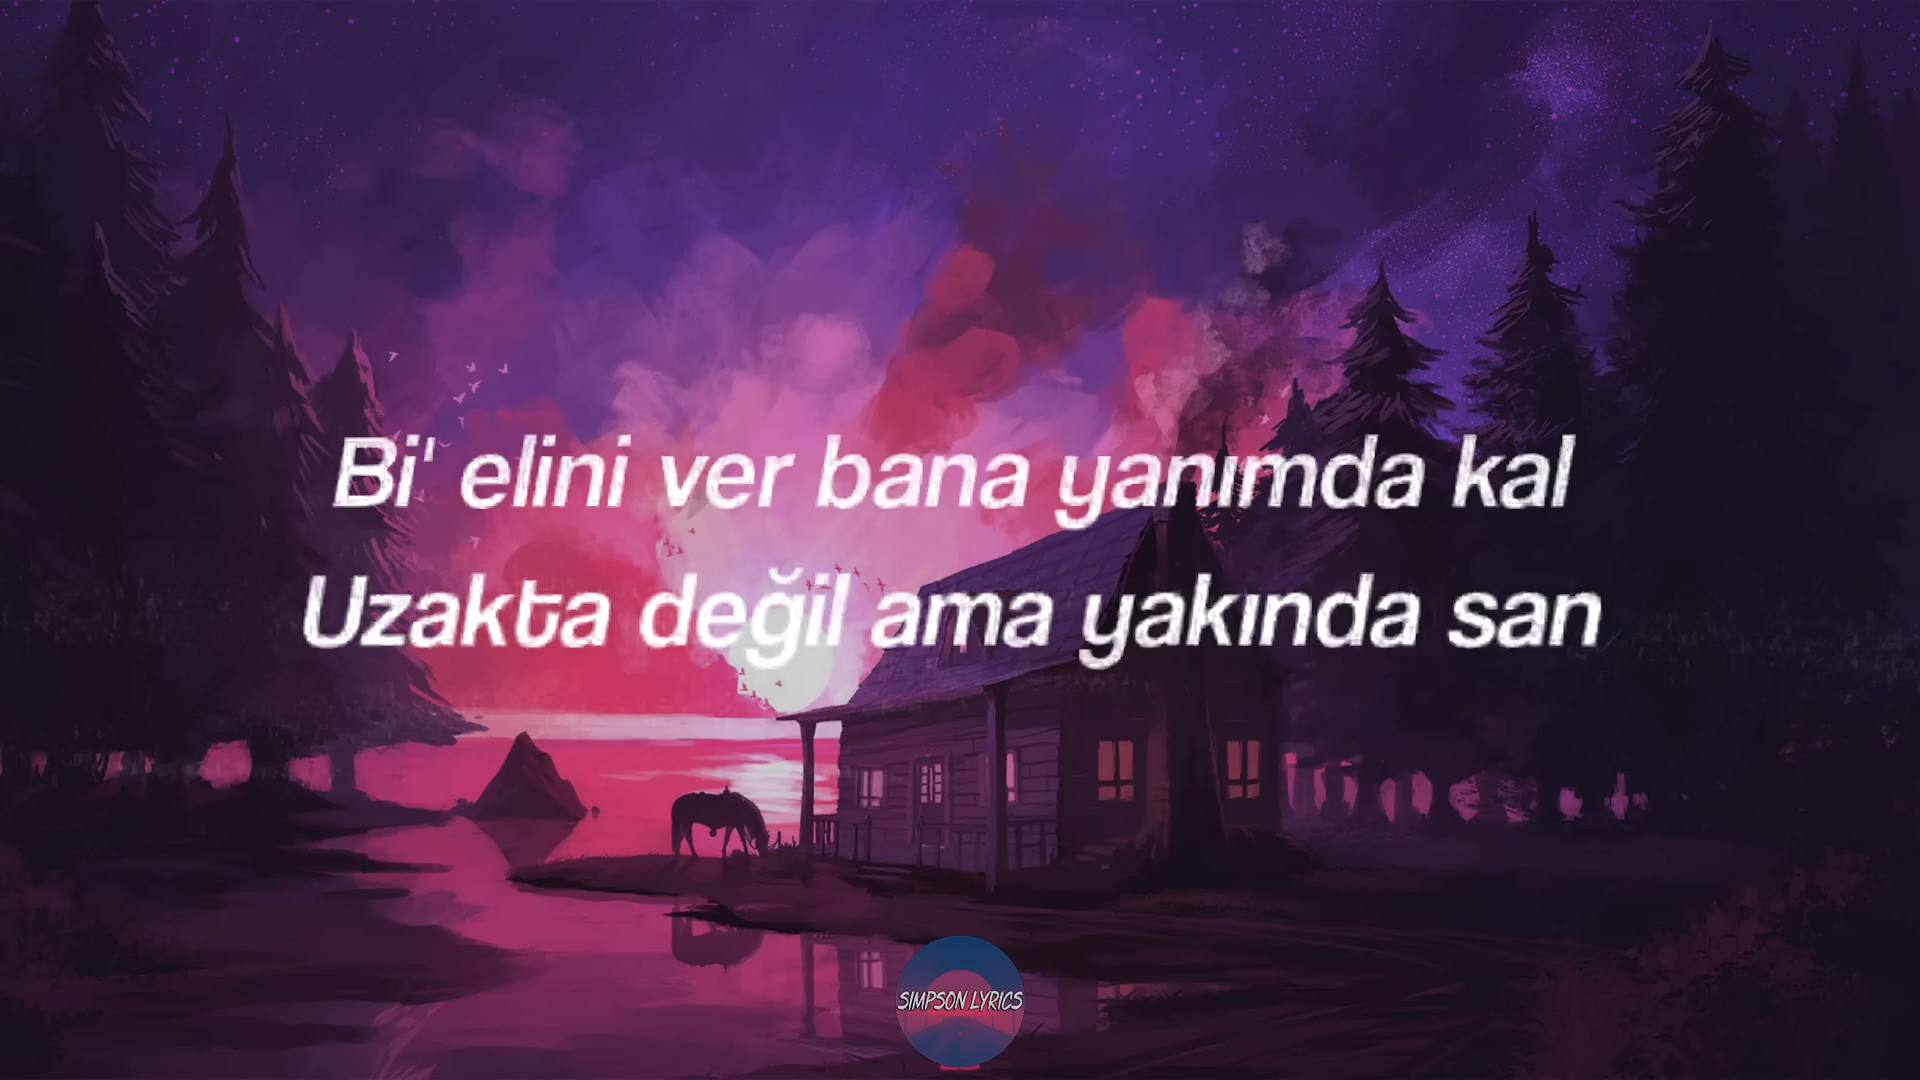 Bi' elini ver bana yanımda kal
Uzakta değil ama yakında san
SIMPSON LYRICS